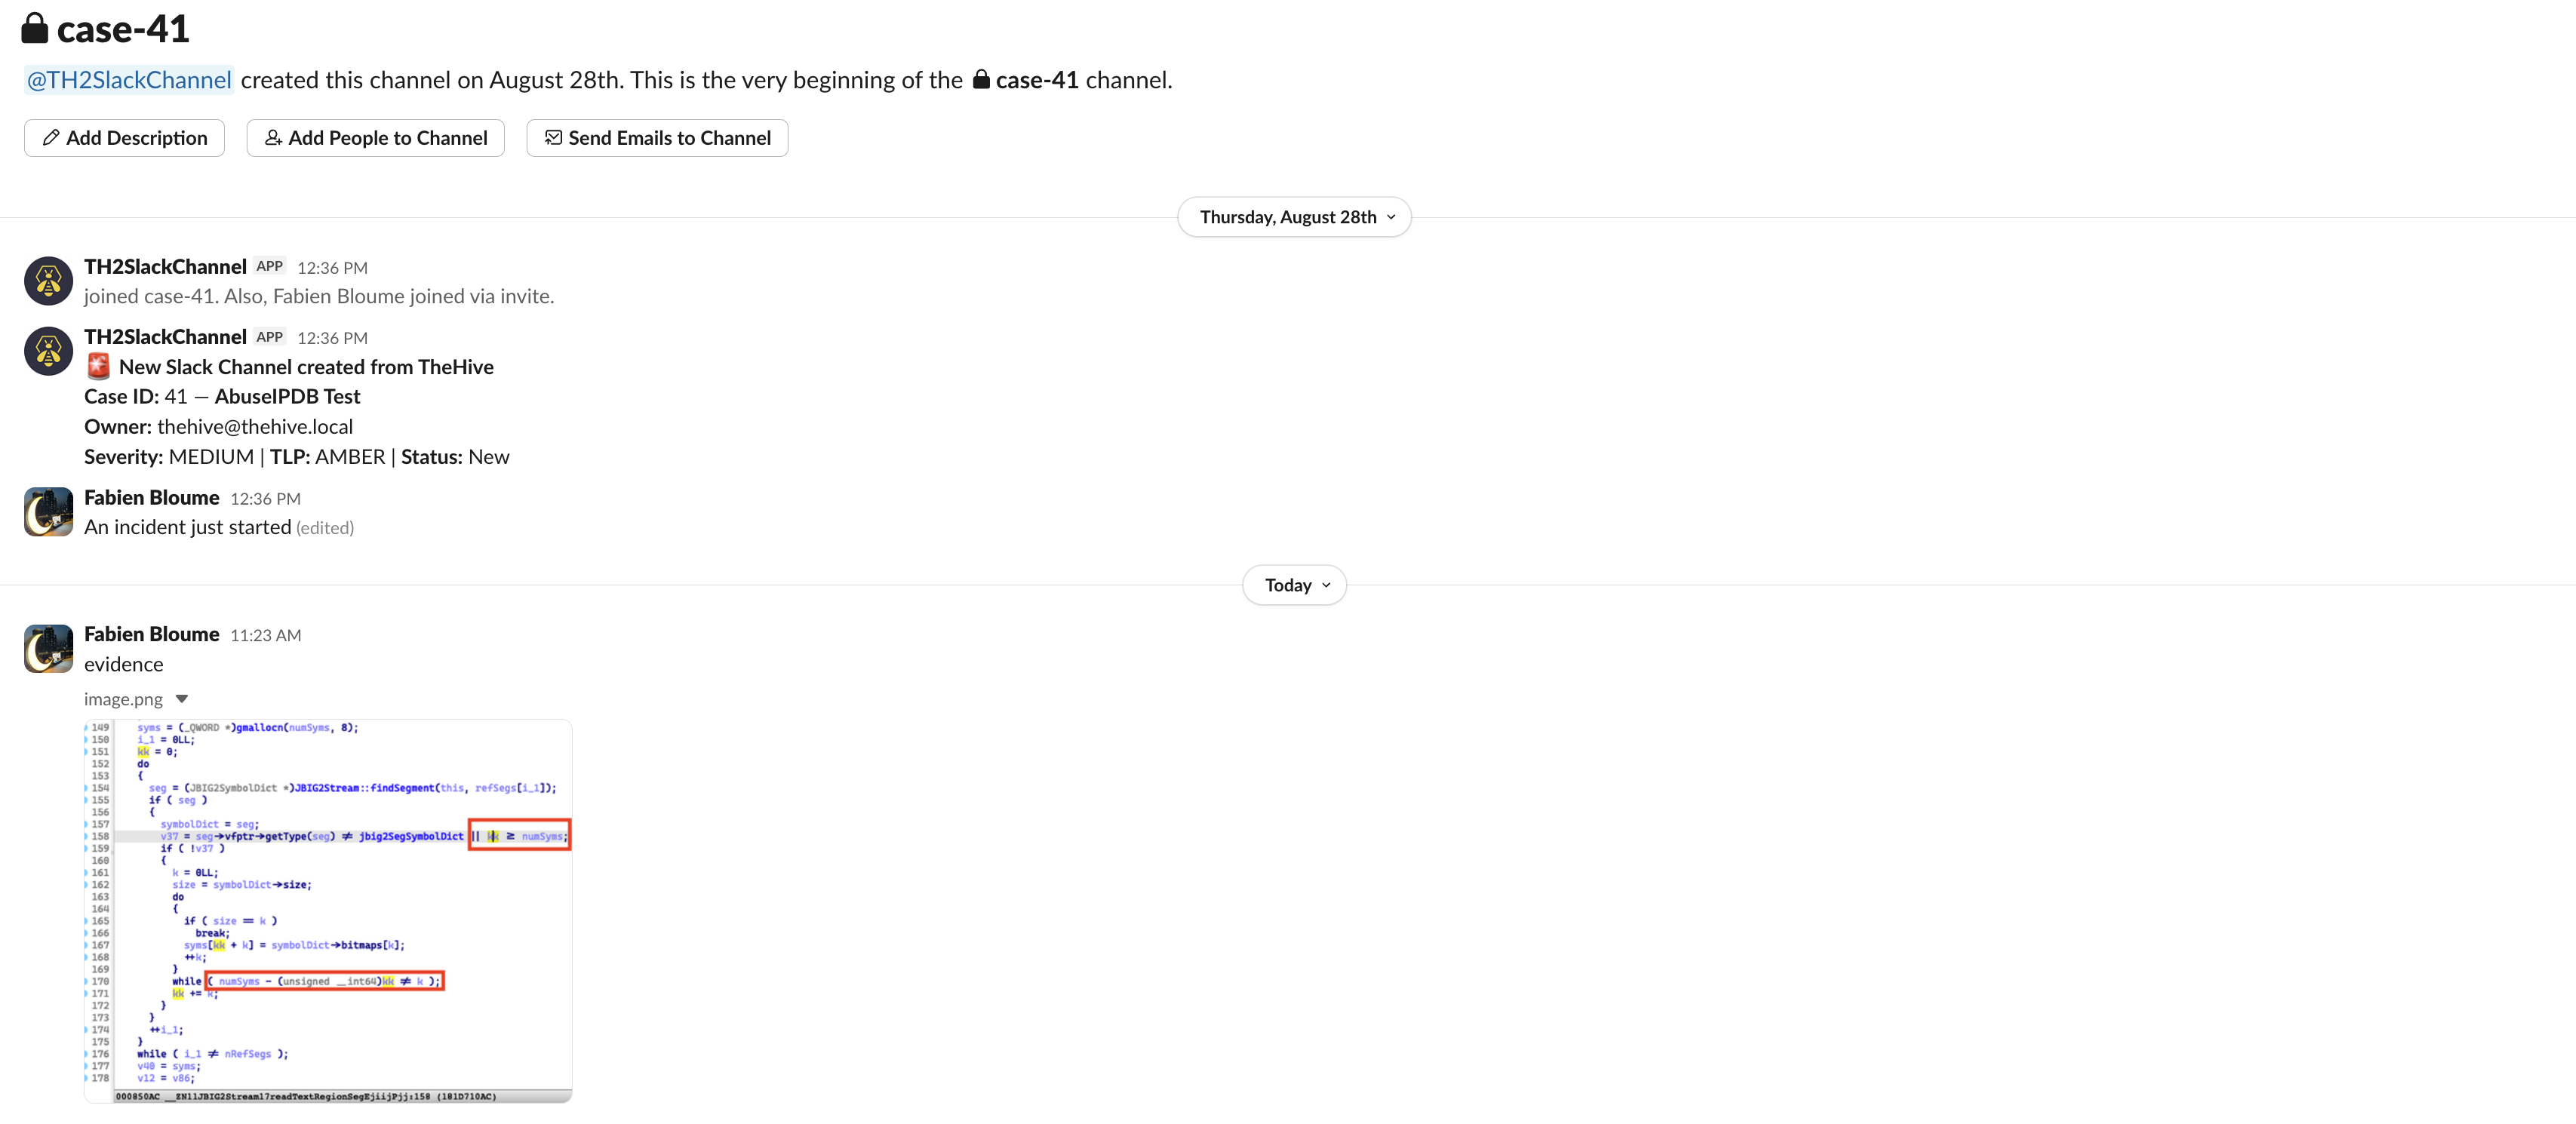 case-41
@TH2SlackChannel created this channel on August 28th. This is the very beginning of the case-41 channel.
Add Description Add People to Channel Send Emails to Channel
Thursday, August 28th
TH2SlackChannel APP 12:36 PM
joined case-41. Also, Fabien Bloume joined via invite.
TH2SlackChannel APP 12:36 PM
New Slack Channel created from TheHive
Case ID: 41 — AbuseIPDB Test
Owner: thehive@thehive.local
Severity: MEDIUM | TLP: AMBER | Status: New
Fabien Bloume 12:36 PM
An incident just started (edited)
Today
Fabien Bloume 11:23 AM
evidence
image.png
149 syms = (_QWORD *)gmallocn(numSyms, 8);
150 i_1 = 0LL;
151 kk = 0;
152 do
153 {
154 seg = (JBIG2SymbolDict *)JBIG2Stream::findSegment(this, refSegs[i_1]);
155 if ( seg )
156 {
157 symbolDict = seg;
158 v37 = seg→vfptr→getType(seg) ≠ jbig2SegSymbolDict || kk ≥ numSyms;
159 if ( !v37 )
160 {
161 k = 0LL;
162 size = symbolDict→size;
163 do
164 {
165 if ( size == k )
166 break;
167 syms[kk + k] = symbolDict→bitmaps[k];
168 ++k;
169 }
170 while ( numSyms - (unsigned __int64)kk ≠ k );
171 kk += k;
172 }
173 }
174 ++i_1;
175 }
176 while ( i_1 ≠ nRefSegs );
177 v40 = syms;
178 v12 = v86;
000850AC __ZN11JBIG2Stream17readTextRegionSegEjiijPjj:158 (181D710AC)